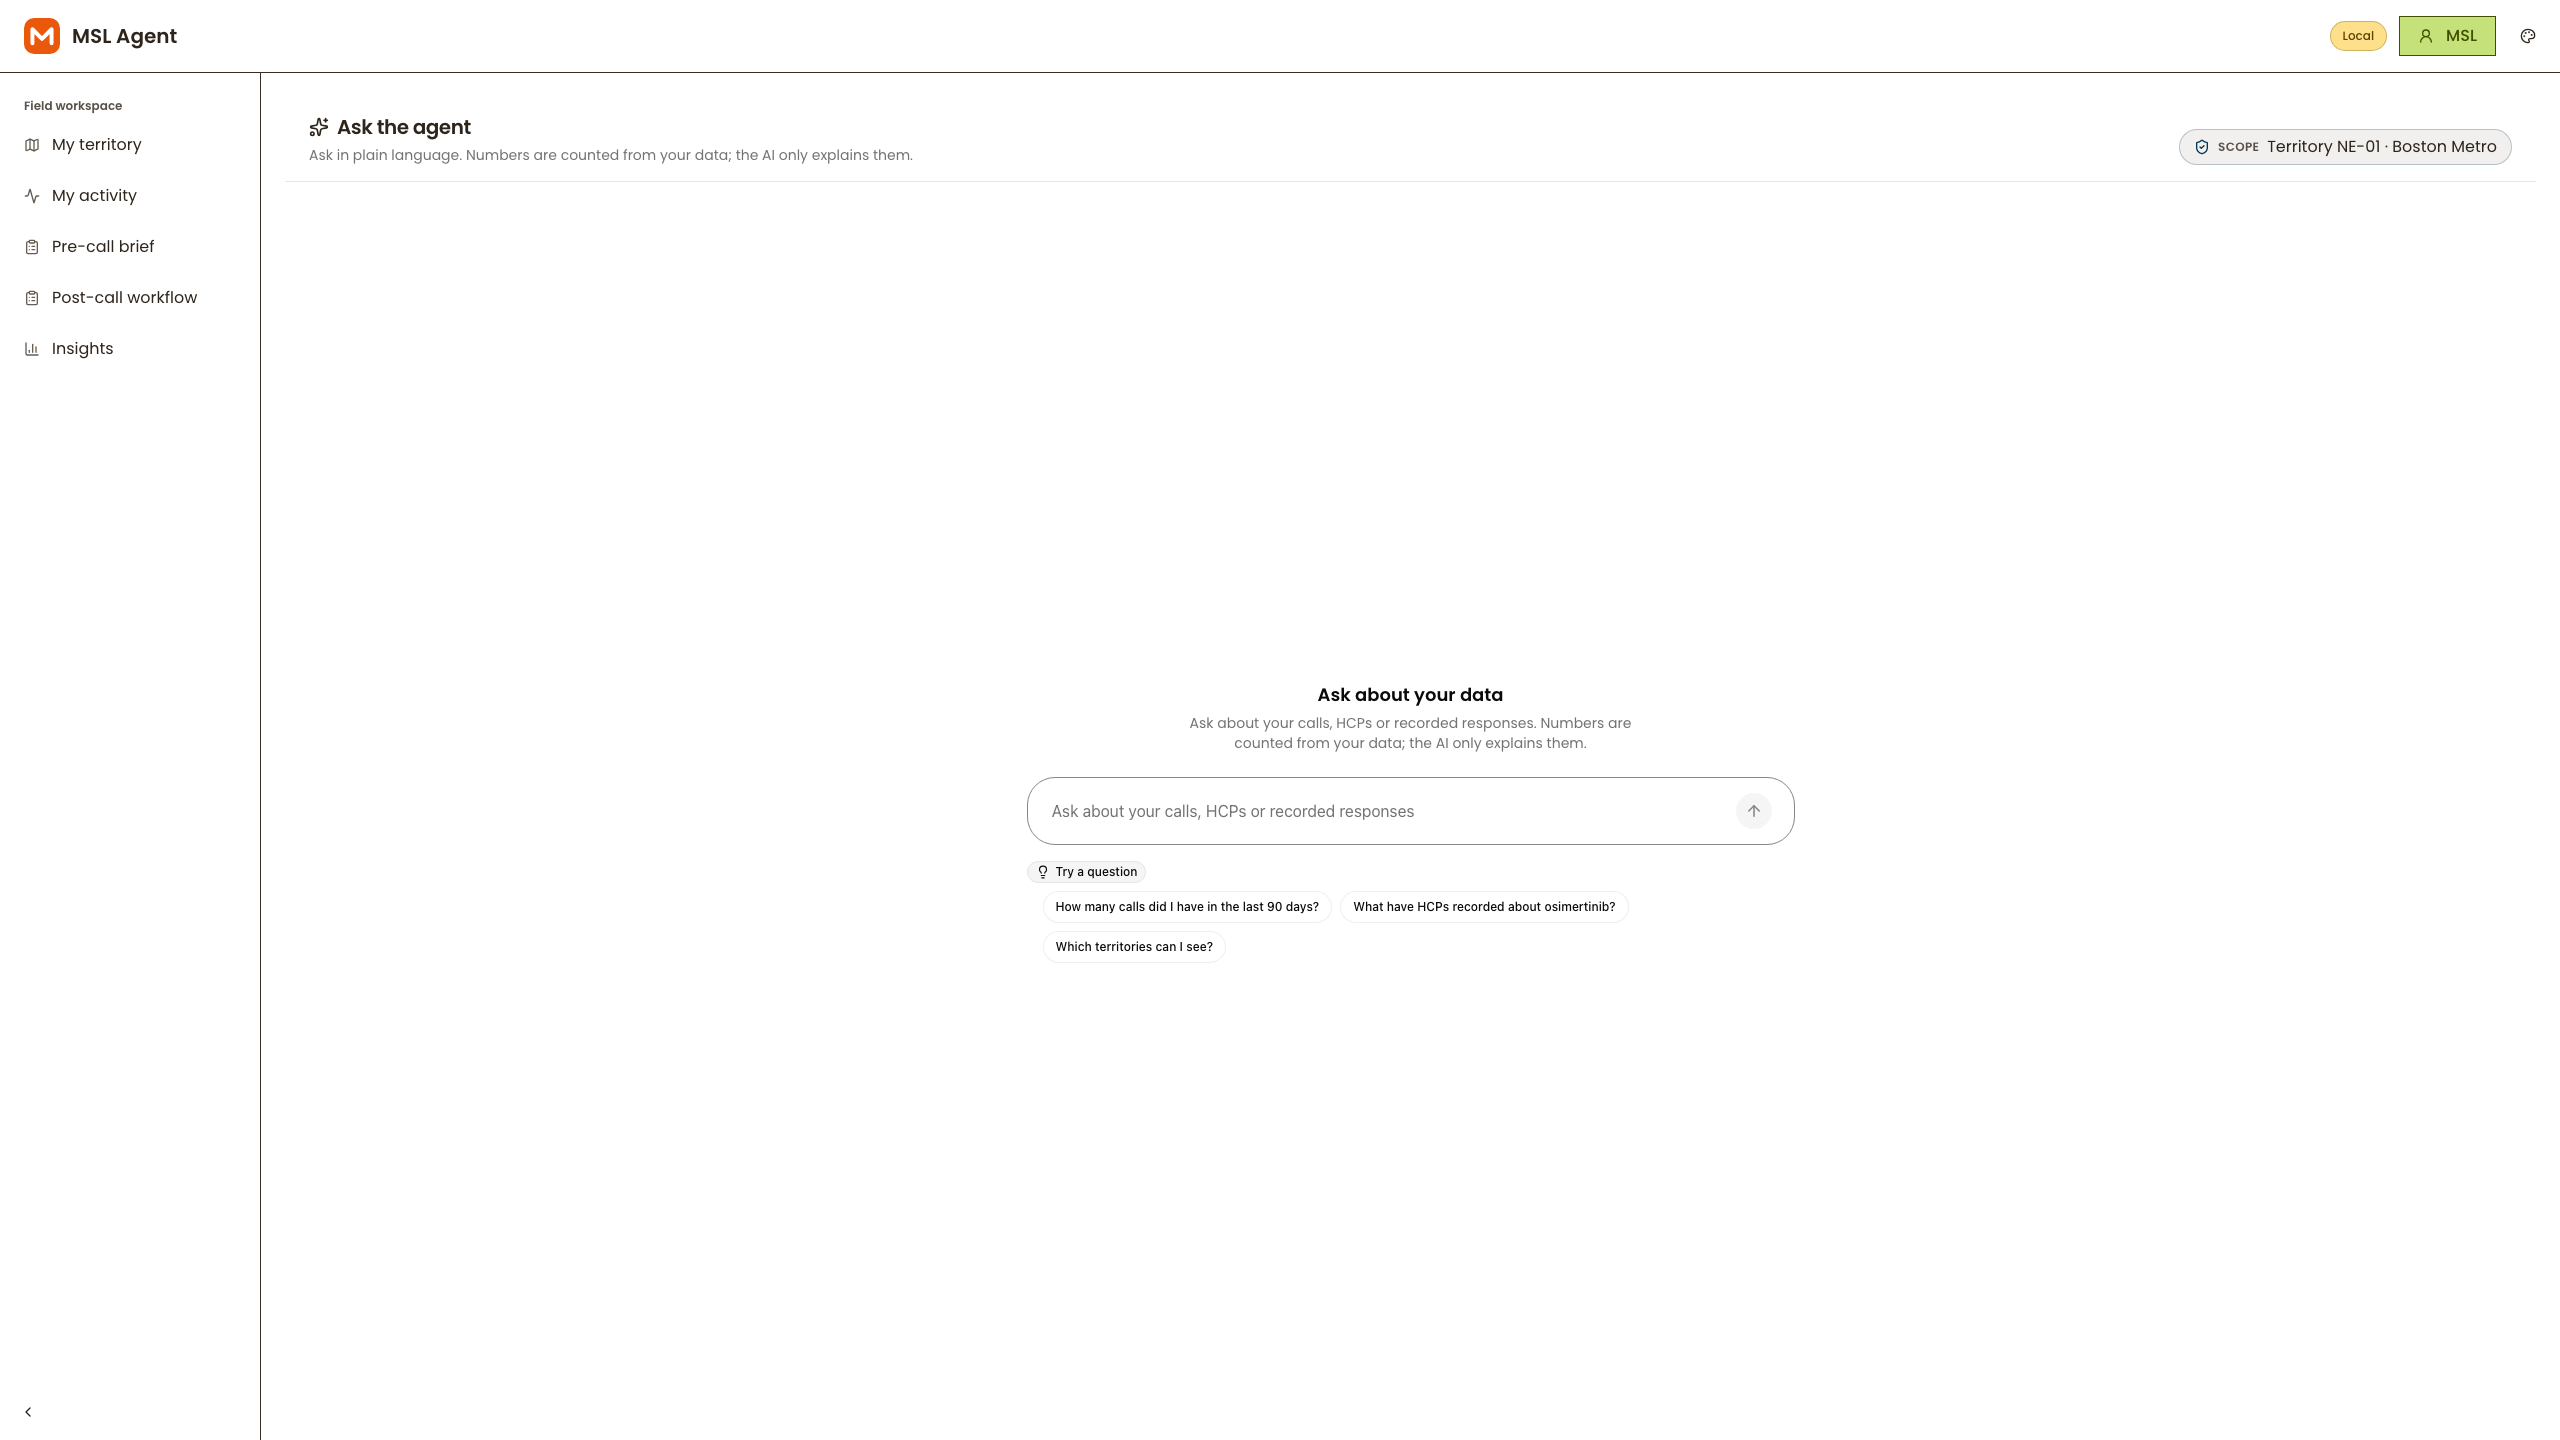 MSL Agent
Local
MSL
Field workspace
My territory
My activity
Pre-call brief
Post-call workflow
Insights
Ask the agent
Ask in plain language. Numbers are counted from your data; the AI only explains them.
SCOPE Territory NE-01 · Boston Metro
Ask about your data
Ask about your calls, HCPs or recorded responses. Numbers are
counted from your data; the AI only explains them.
Ask about your calls, HCPs or recorded responses
Try a question
How many calls did I have in the last 90 days?
What have HCPs recorded about osimertinib?
Which territories can I see?